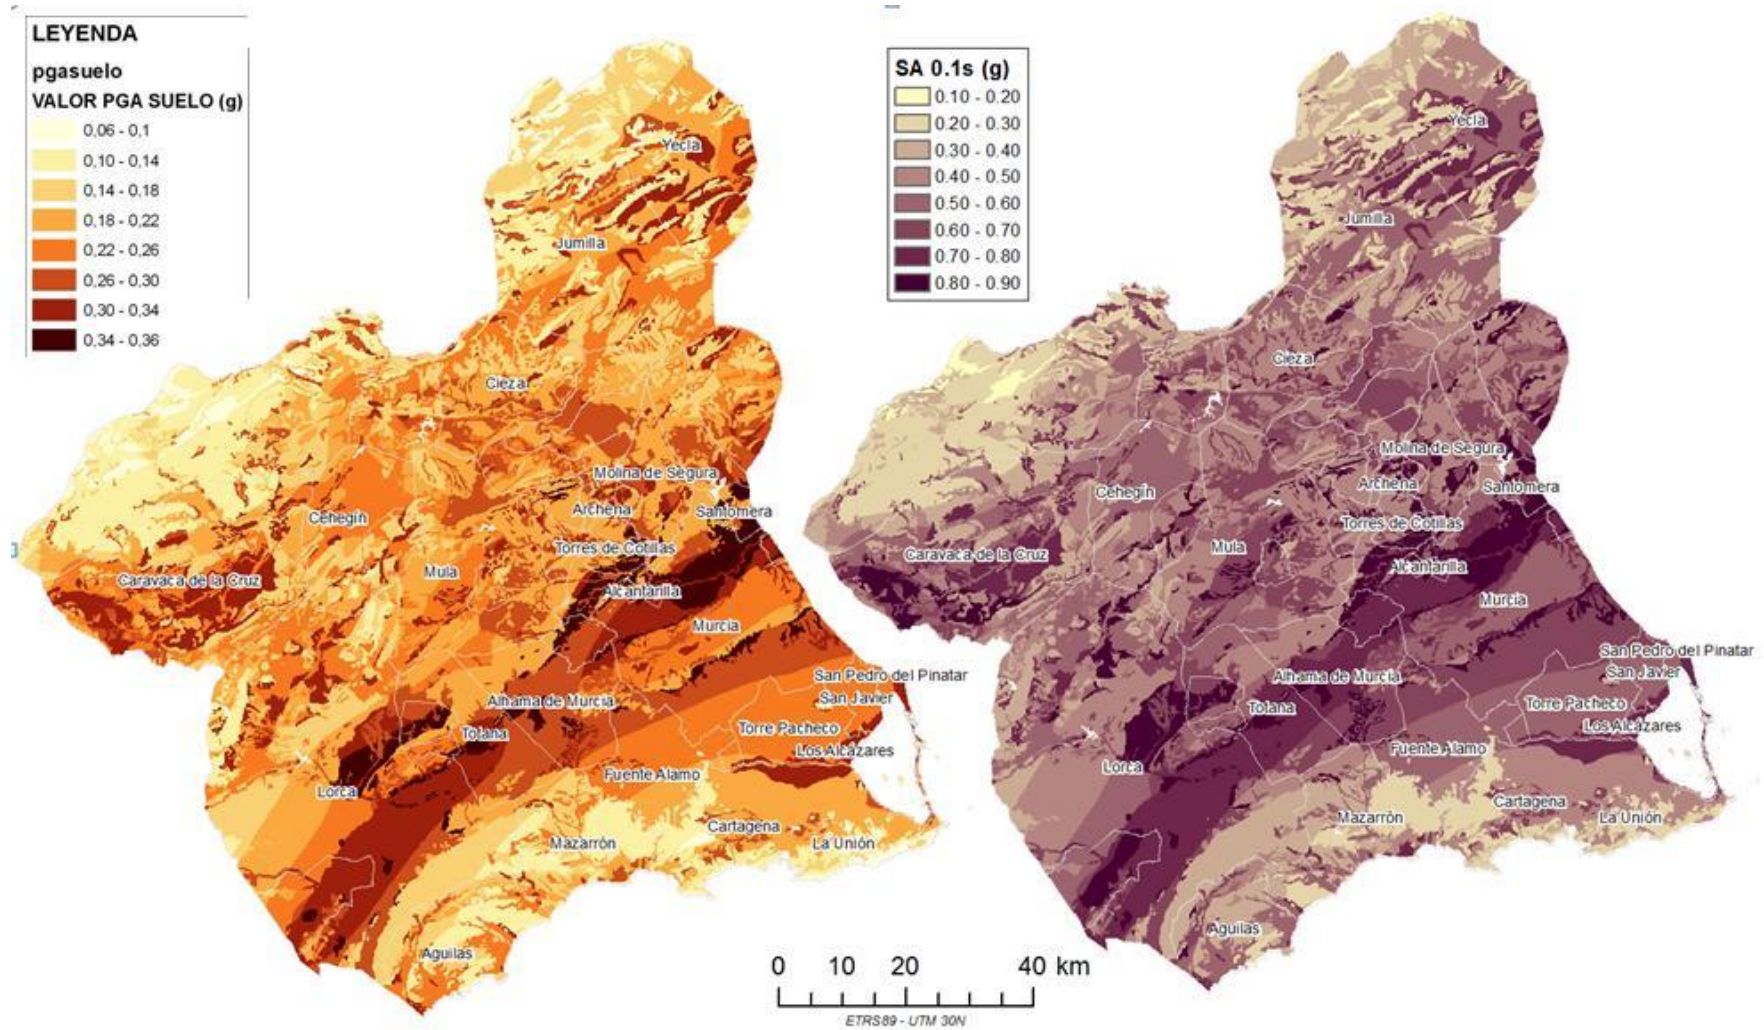 LEYENDA
pgasuelo
VALOR PGA SUELO (g)
0,06 - 0,1
0,10 - 0,14
0,14 - 0,18
0,18 - 0,22
0,22 - 0,26
0,26 - 0,30
0,30 - 0,34
0,34 - 0,36
Yecla
Jumilla
Cieza
Molina de Segura
Archena
Santomera
Cehegín
Torres de Cotillas
Caravaca de la Cruz
Mula
Alcantarilla
Murcia
San Pedro del Pinatar
San Javier
Alhama de Murcia
Torre Pacheco
Totana
Los Alcázares
Fuente Alamo
Lorca
Cartagena
Mazarrón
La Unión
Aguilas
SA 0.1s (g)
0.10 - 0.20
0.20 - 0.30
0.30 - 0.40
0.40 - 0.50
0.50 - 0.60
0.60 - 0.70
0.70 - 0.80
0.80 - 0.90
Yecla
Jumilla
Cieza
Molina de Segura
Archena
Santomera
Cehegín
Torres de Cotillas
Mula
Caravaca de la Cruz
Alcantarilla
Murcia
San Pedro del Pinatar
San Javier
Alhama de Murcia
Torre Pacheco
Totana
Los Alcázares
Fuente Alamo
Lorca
Cartagena
Mazarrón
La Unión
Aguilas
0 10 20 40 km
ETRS89 - UTM 30N